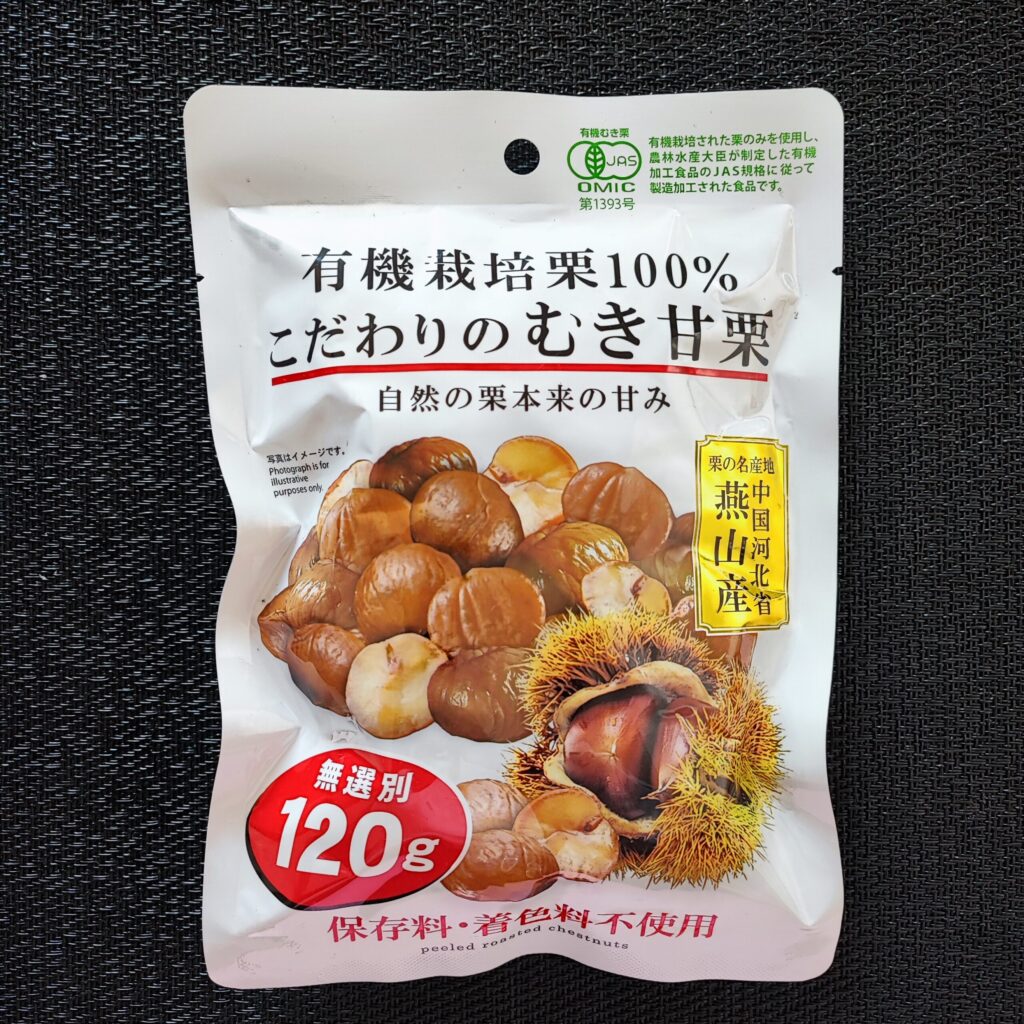 有機むき栗
JAS
OMIC
第1393号
有機栽培された栗のみを使用し、
農林水産大臣が制定した有機
加工食品のJAS規格に従って
製造加工された食品です。
有機栽培栗100%
こだわりのむき甘栗
自然の栗本来の甘み
写真はイメージです。
Photograph is for
illustrative
purposes only.
栗の名産地
中国河北省
燕山産
無選別
120g
保存料・着色料不使用
peeled roasted chestnuts